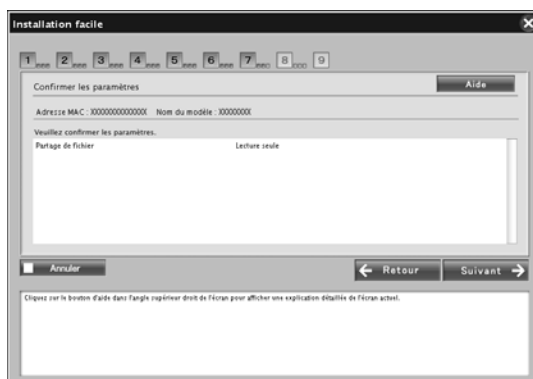 Installation facile
1 2 3 4 5 6 7 8 9
Confirmer les paramètres
Aide
Adresse MAC : XXXXXXXXXXXXXX Nom du modèle : XXXXXXXX
Veuillez confirmer les paramètres.
Partage de fichier Lecture seule
Annuler
Retour
Suivant
Cliquez sur le bouton d'aide dans l'angle supérieur droit de l'écran pour afficher une explication détaillée de l'écran actuel.